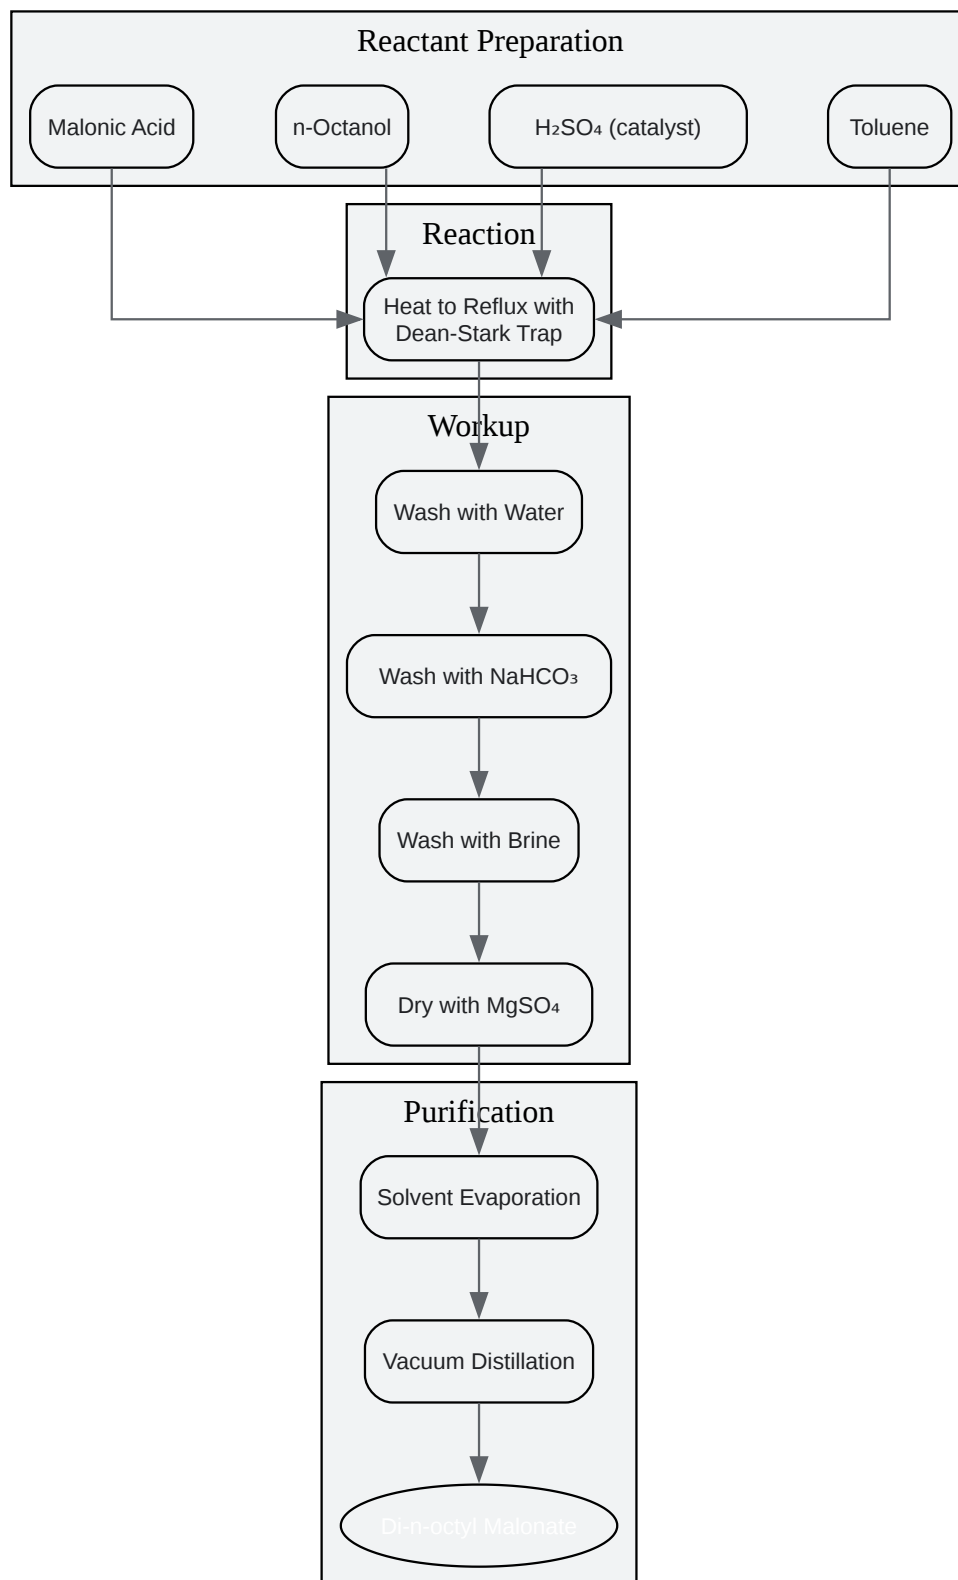 Reactant Preparation
Malonic Acid
n-Octanol
H₂SO₄ (catalyst)
Toluene
Reaction
Heat to Reflux with
Dean-Stark Trap
Workup
Wash with Water
Wash with NaHCO₃
Wash with Brine
Dry with MgSO₄
Purification
Solvent Evaporation
Vacuum Distillation
Di-n-octyl Malonate